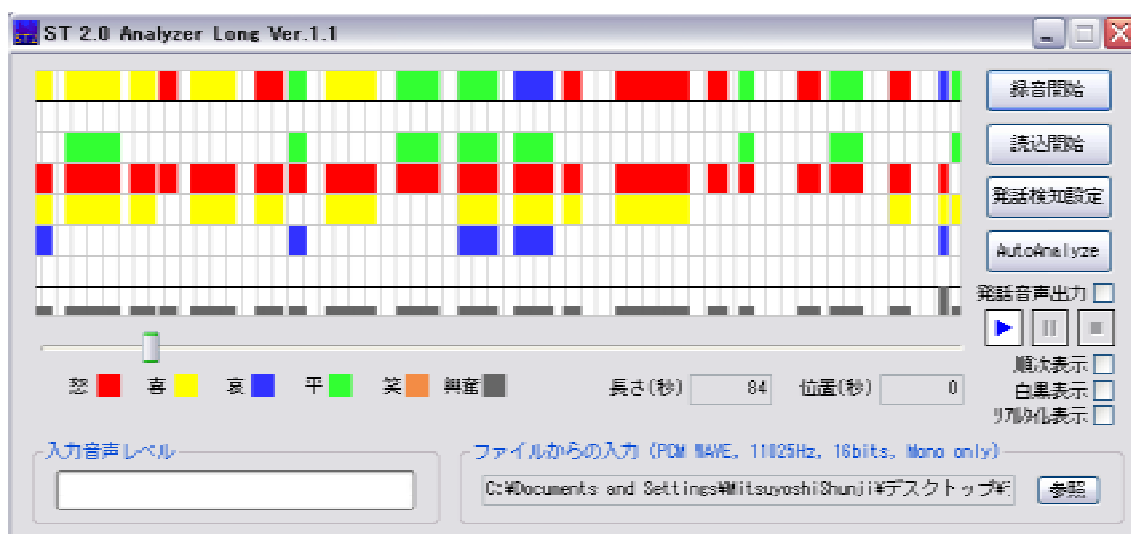 ST 2.0 Analyzer Long Ver.1.1
録音開始
読込開始
発話検知設定
AutoAnalyze
発話音声出力
順次表示
白黒表示
リアルタイム表示
怒 喜 哀 平 笑 興奮 長さ(秒) 84 位置(秒) 0
入力音声レベル
ファイルからの入力 (PCM WAVE, 11025Hz, 16bits, Mono only)
C:¥Documents and Settings¥MitsuyoshiShunji¥デスクトップ¥
参照